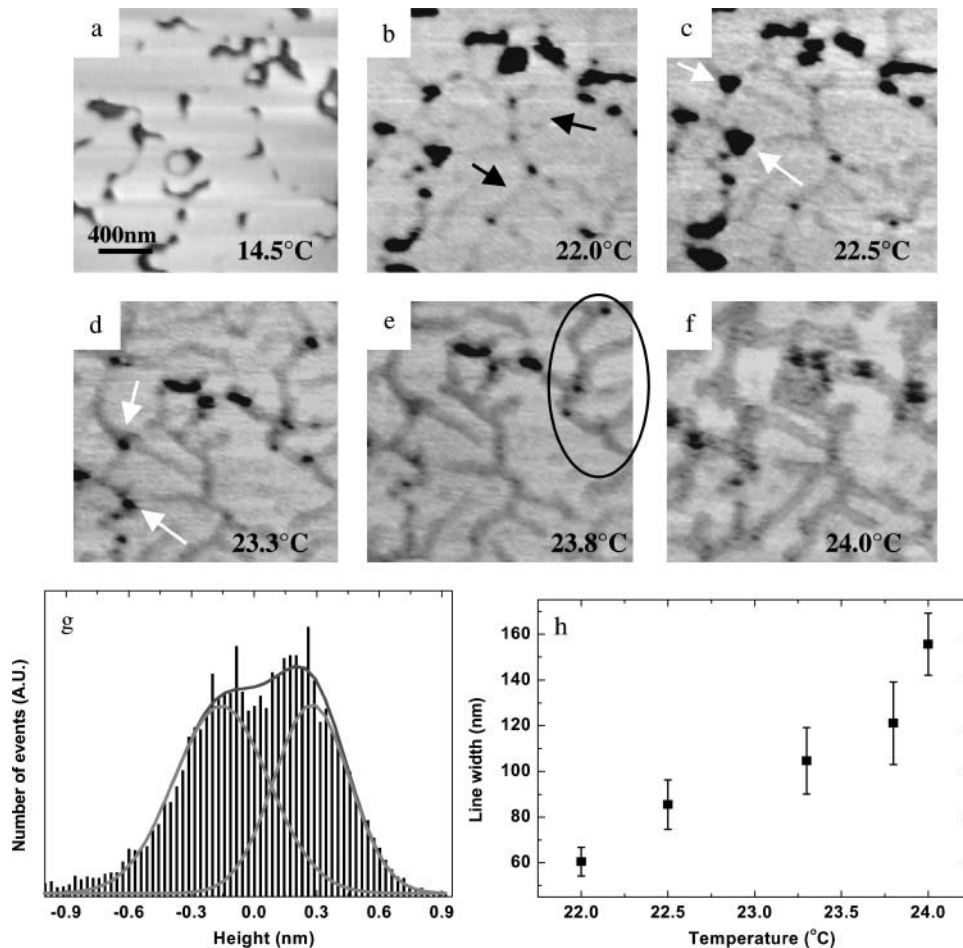 a
b
c
400nm
14.5°C
22.0°C
22.5°C
d
e
f
23.3°C
23.8°C
24.0°C
g
Number of events (A.U.)
-0.9 -0.6 -0.3 0.0 0.3 0.6 0.9
Height (nm)
h
Line width (nm)
160
140
120
100
80
60
22.0 22.5 23.0 23.5 24.0
Temperature (°C)